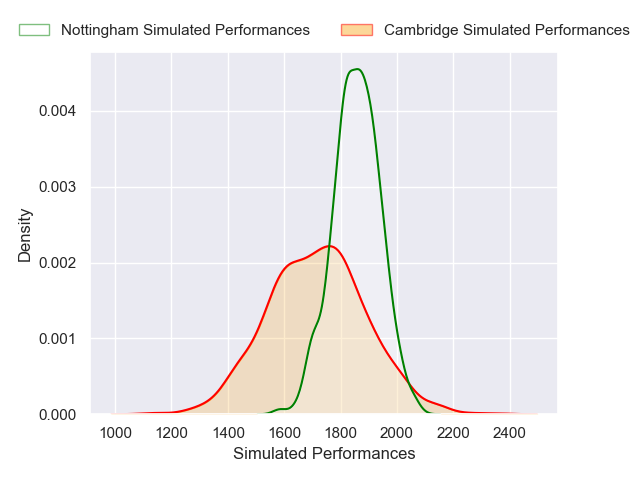 Nottingham Simulated Performances
Cambridge Simulated Performances
0.004
0.003
0.002
0.001
0.000
Density
1000 1200 1400 1600 1800 2000 2200 2400
Simulated Performances